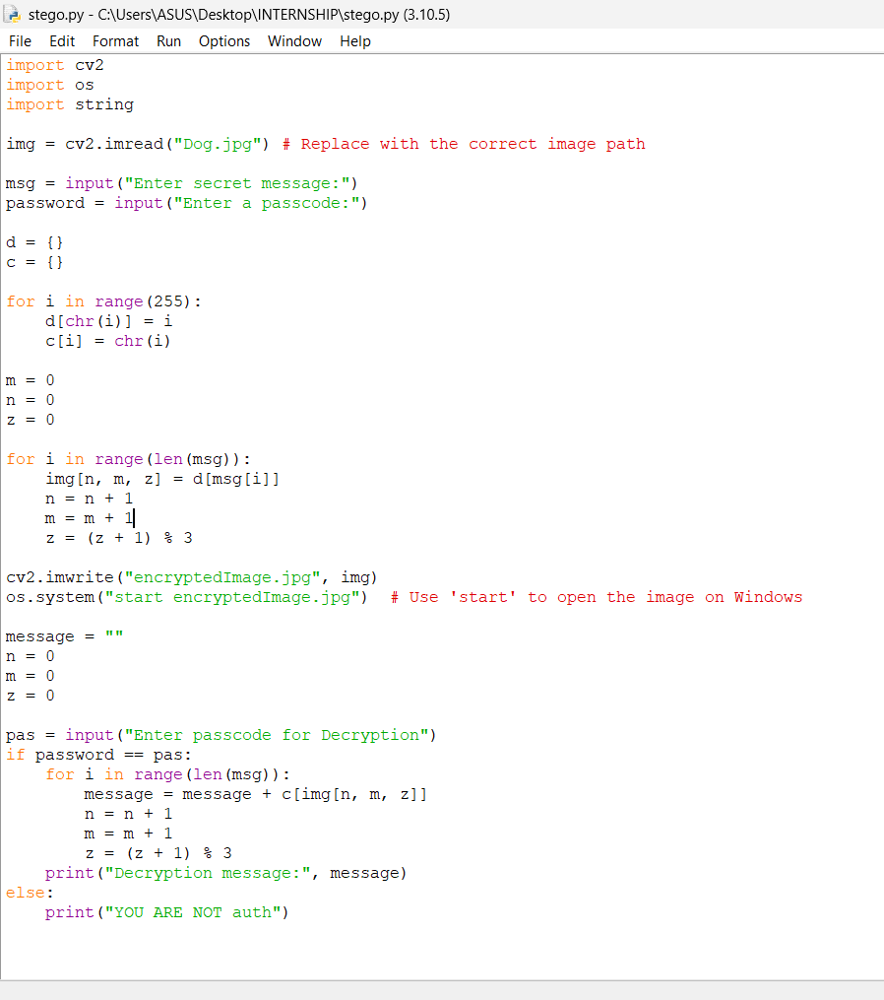 stego.py - C:\Users\ASUS\Desktop\INTERNSHIP\stego.py (3.10.5)
File Edit Format Run Options Window Help
import cv2
import os
import string

img = cv2.imread("Dog.jpg") # Replace with the correct image path

msg = input("Enter secret message:")
password = input("Enter a passcode:")

d = {}
c = {}

for i in range(255):
    d[chr(i)] = i
    c[i] = chr(i)

m = 0
n = 0
z = 0

for i in range(len(msg)):
    img[n, m, z] = d[msg[i]]
    n = n + 1
    m = m + 1
    z = (z + 1) % 3

cv2.imwrite("encryptedImage.jpg", img)
os.system("start encryptedImage.jpg")  # Use 'start' to open the image on Windows

message = ""
n = 0
m = 0
z = 0

pas = input("Enter passcode for Decryption")
if password == pas:
    for i in range(len(msg)):
        message = message + c[img[n, m, z]]
        n = n + 1
        m = m + 1
        z = (z + 1) % 3
    print("Decryption message:", message)
else:
    print("YOU ARE NOT auth")